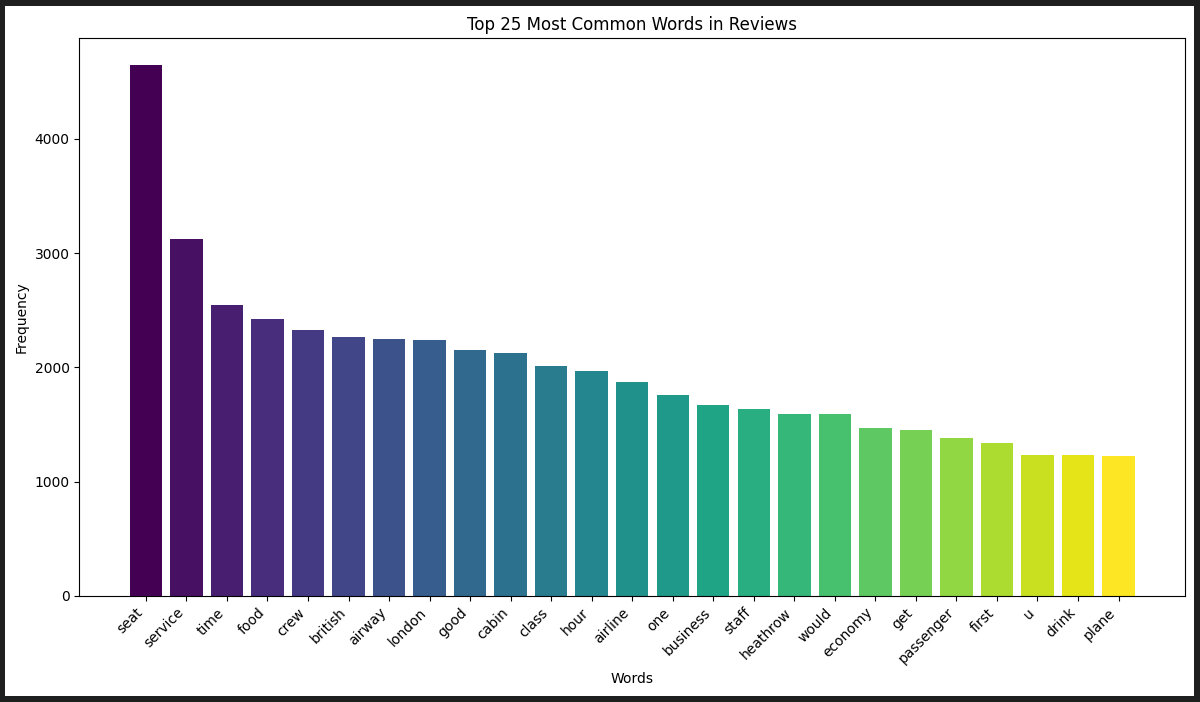 Top 25 Most Common Words in Reviews
Frequency
4000
3000
2000
1000
0
seat
service
time
food
crew
british
airway
london
good
cabin
class
hour
airline
one
business
staff
heathrow
would
economy
get
passenger
first
u
drink
plane
Words